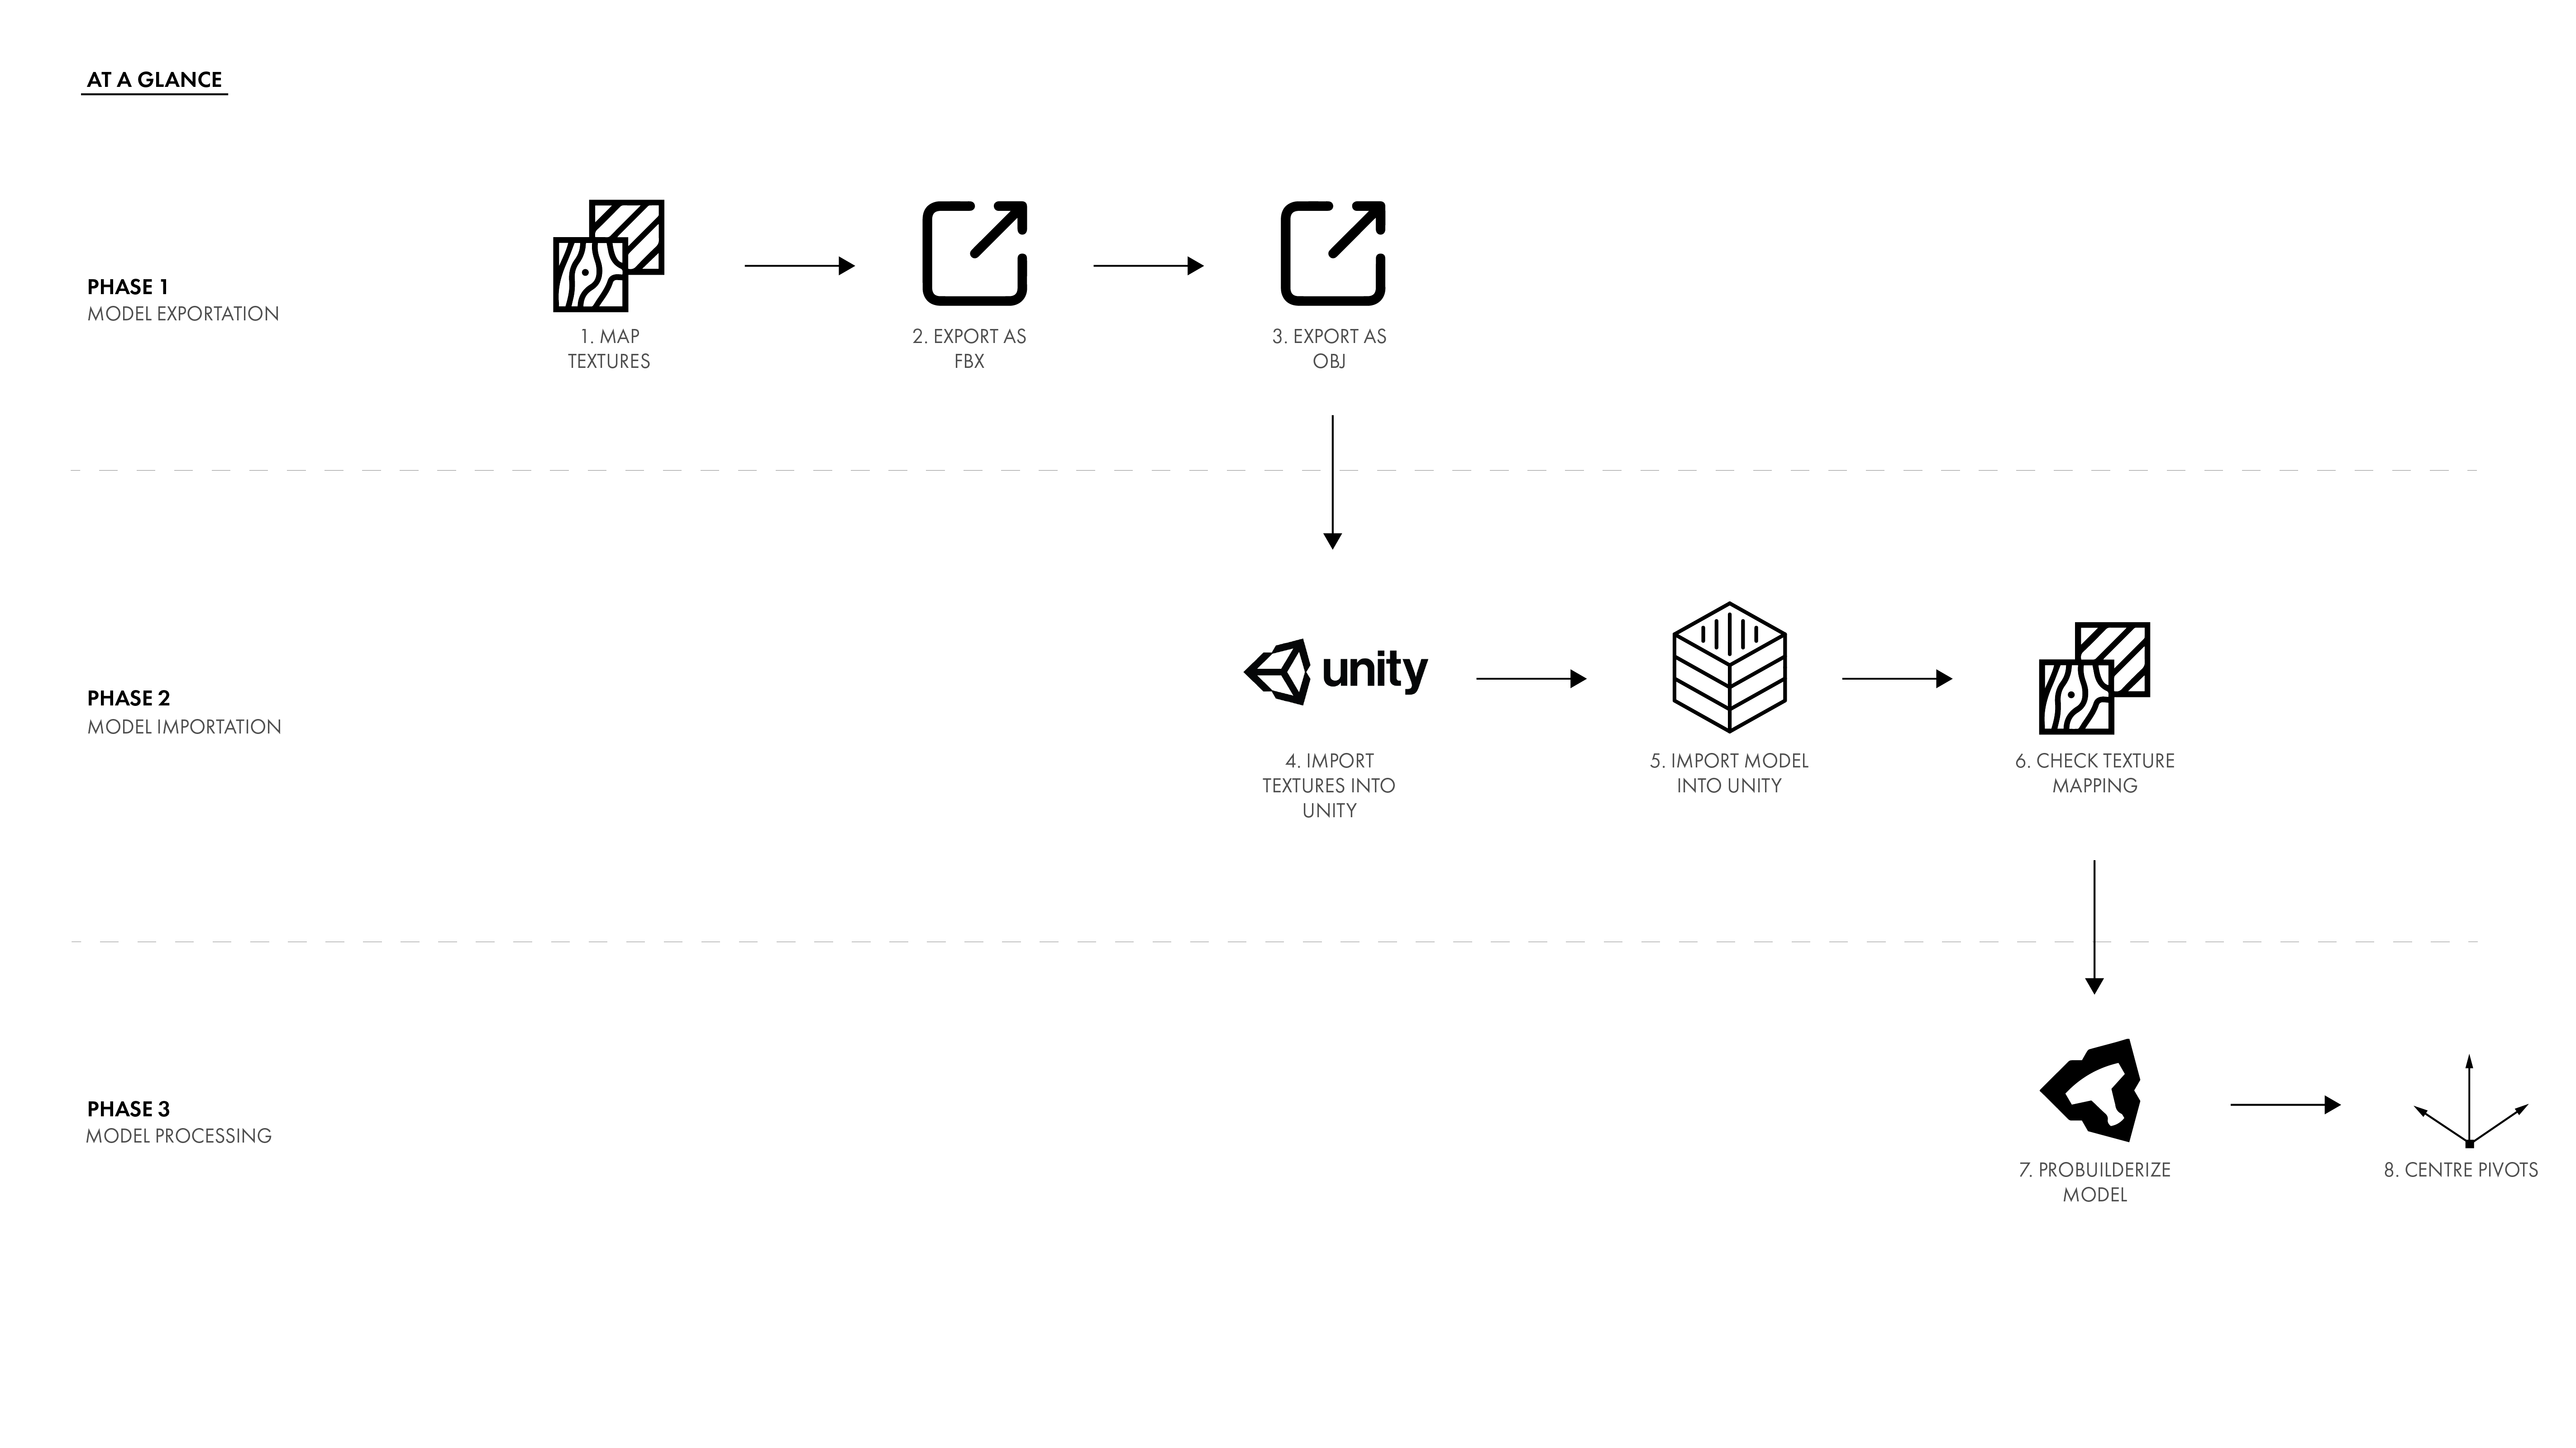 AT A GLANCE
PHASE 1
MODEL EXPORTATION
1. MAP
TEXTURES
2. EXPORT AS
FBX
3. EXPORT AS
OBJ
PHASE 2
MODEL IMPORTATION
unity
4. IMPORT
TEXTURES INTO
UNITY
5. IMPORT MODEL
INTO UNITY
6. CHECK TEXTURE
MAPPING
PHASE 3
MODEL PROCESSING
7. PROBUILDERIZE
MODEL
8. CENTRE PIVOTS